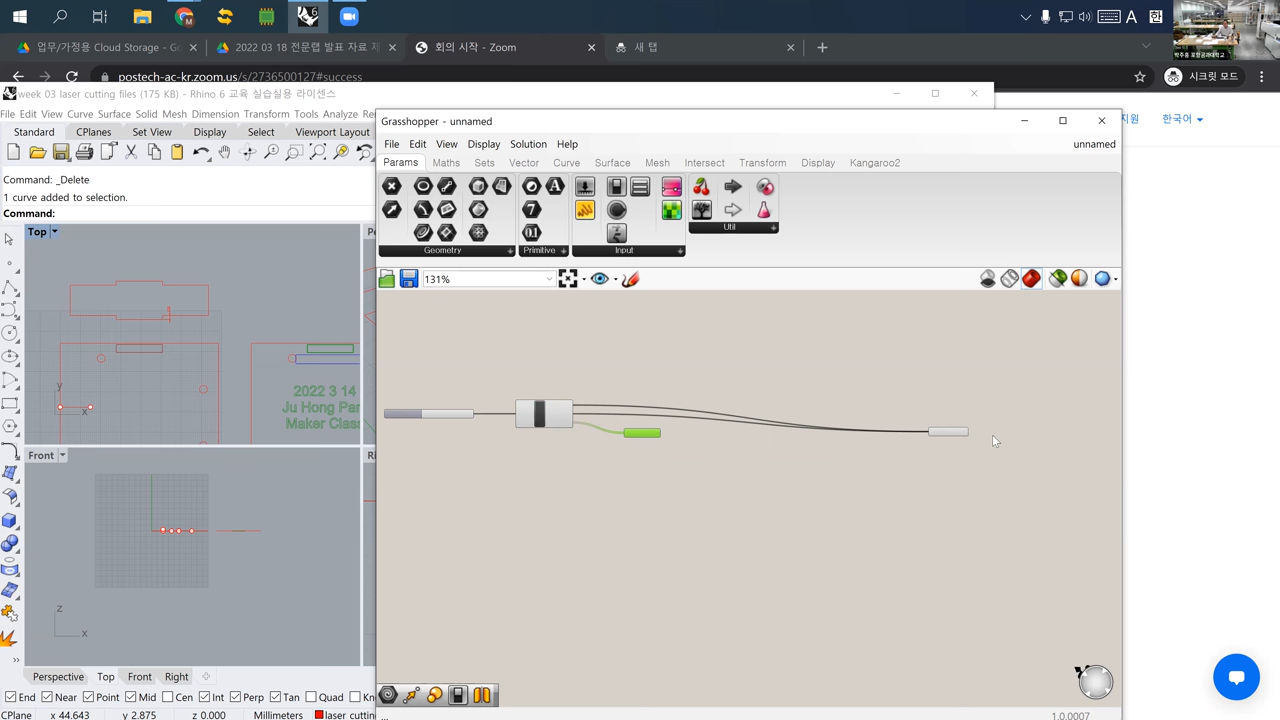 A 한
업무/가정용 Cloud Storage - Go
2022 03 18 전문랩 발표 자료 제
회의 시작 - Zoom
새 탭
postech-ac-kr.zoom.us/s/2736500127#success
시크릿 모드
week 03 laser cutting files (175 KB) - Rhino 6 교육 실습실용 라이센스
지원
한국어
File Edit View Curve Surface Solid Mesh Dimension Transform Tools Analyze Re
Grasshopper - unnamed
Standard CPlanes Set View Display Select Viewport Layout
File Edit View Display Solution Help
unnamed
Params Maths Sets Vector Curve Surface Mesh Intersect Transform Display Kangaroo2
Command: _Delete
1 curve added to selection.
Command:
Geometry Primitive Input Util
Top
131%
y
x
2022 3 14
Ju Hong Par
Maker Class
Front
z
x
Perspective Top Front Right
End Near Point Mid Cen Int Perp Tan Quad Kn
CPlane x 44.643 y 2.875 z 0.000 Millimeters laser cutting
...
1.0.0007